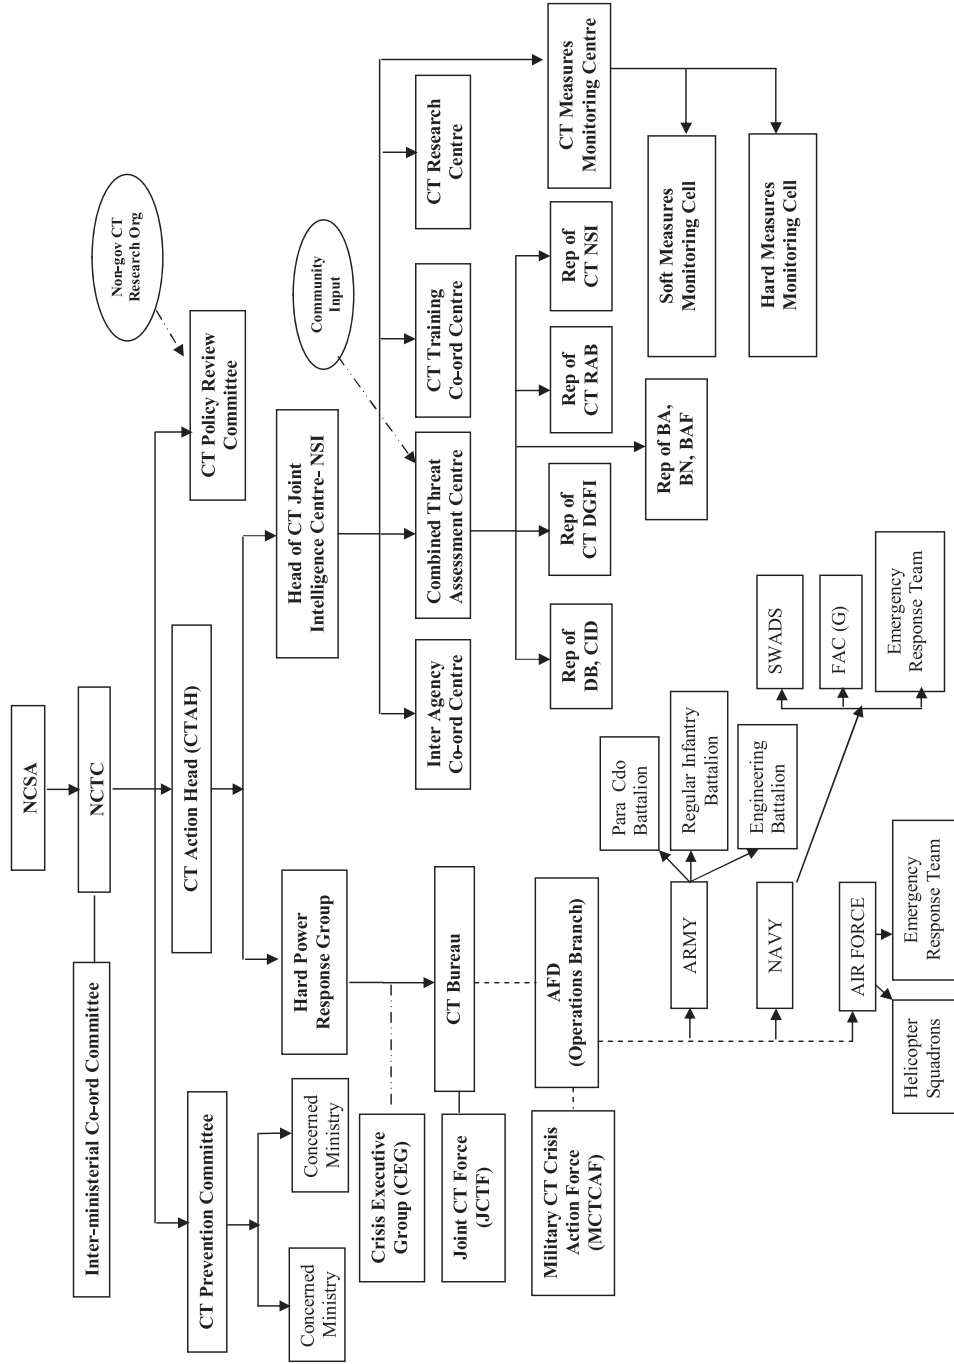 NCSA
Inter-ministerial Co-ord Committee
NCTC
CT Prevention Committee
CT Action Head (CTAH)
CT Policy Review
Committee
Non-gov CT
Research Org
Concerned
Ministry
Concerned
Ministry
Hard Power
Response Group
Head of CT Joint
Intelligence Centre- NSI
Community
Input
Crisis Executive
Group (CEG)
CT Bureau
Joint CT Force
(JCTF)
Inter Agency
Co-ord Centre
Combined Threat
Assessment Centre
CT Training
Co-ord Centre
CT Research
Centre
CT Measures
Monitoring Centre
Military CT Crisis
Action Force
(MCTCAF)
AFD
(Operations Branch)
Rep of
DB, CID
Rep of
CT DGFI
Rep of
CT RAB
Rep of
CT NSI
Rep of BA,
BN, BAF
Soft Measures
Monitoring Cell
Hard Measures
Monitoring Cell
ARMY
Para Cdo
Battalion
Regular Infantry
Battalion
Engineering
Battalion
NAVY
SWADS
FAC (G)
Emergency
Response Team
AIR FORCE
Helicopter
Squadrons
Emergency
Response Team